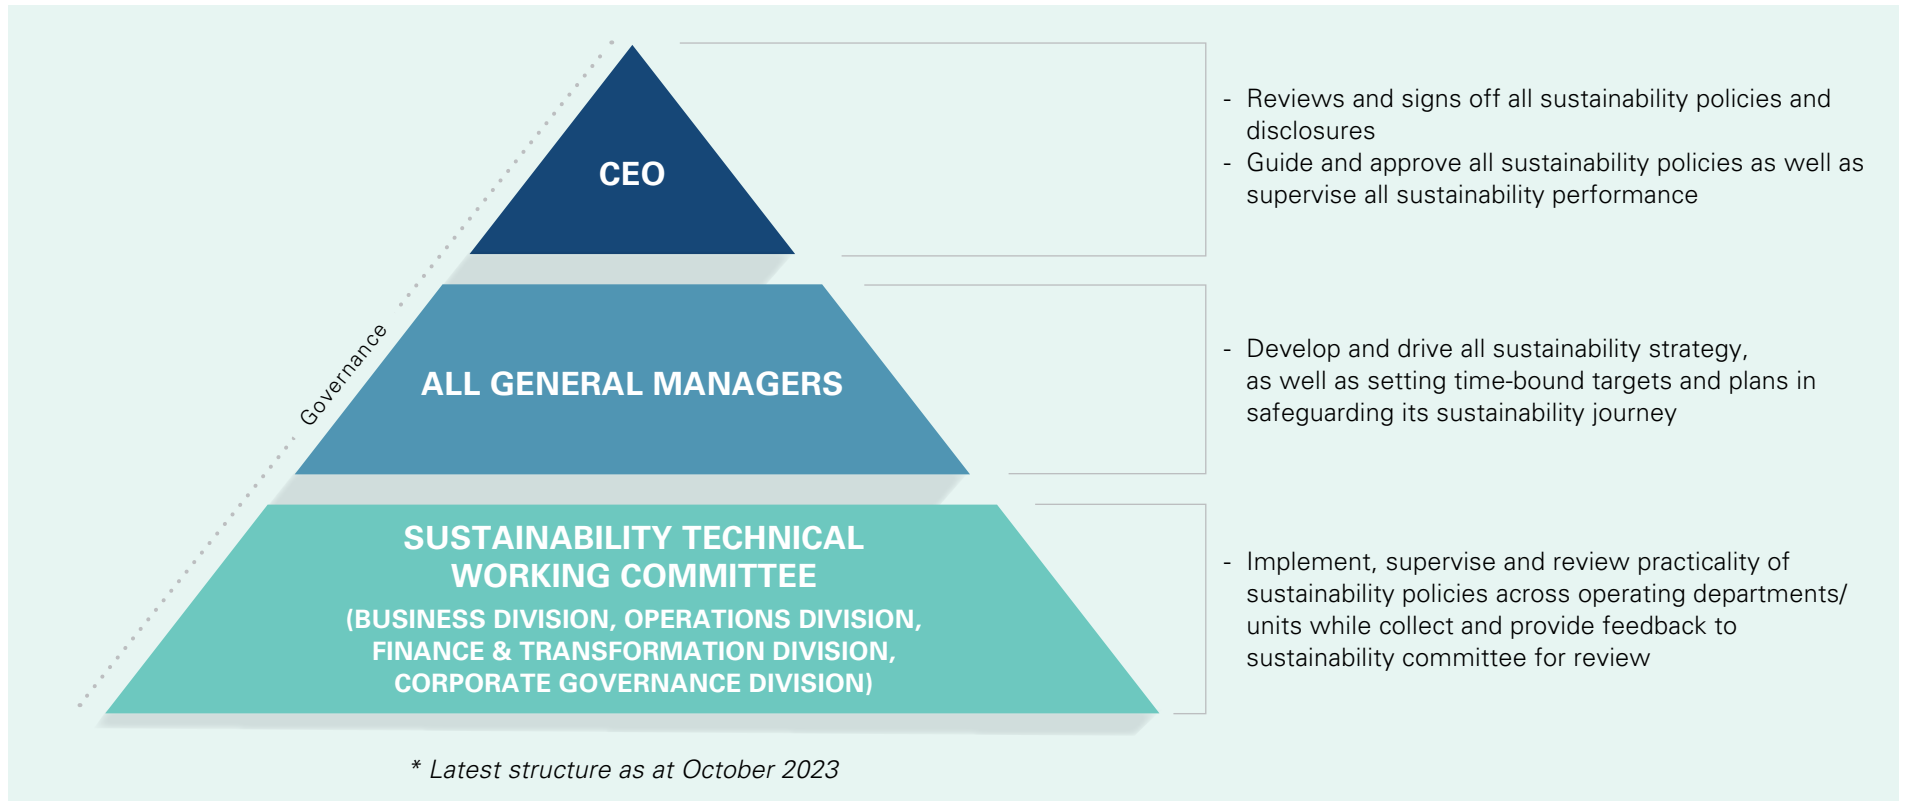 CEO
- Reviews and signs off all sustainability policies and
disclosures
- Guide and approve all sustainability policies as well as
supervise all sustainability performance
Governance
ALL GENERAL MANAGERS
- Develop and drive all sustainability strategy,
as well as setting time-bound targets and plans in
safeguarding its sustainability journey
SUSTAINABILITY TECHNICAL
WORKING COMMITTEE
(BUSINESS DIVISION, OPERATIONS DIVISION,
FINANCE & TRANSFORMATION DIVISION,
CORPORATE GOVERNANCE DIVISION)
- Implement, supervise and review practicality of
sustainability policies across operating departments/
units while collect and provide feedback to
sustainability committee for review
* Latest structure as at October 2023